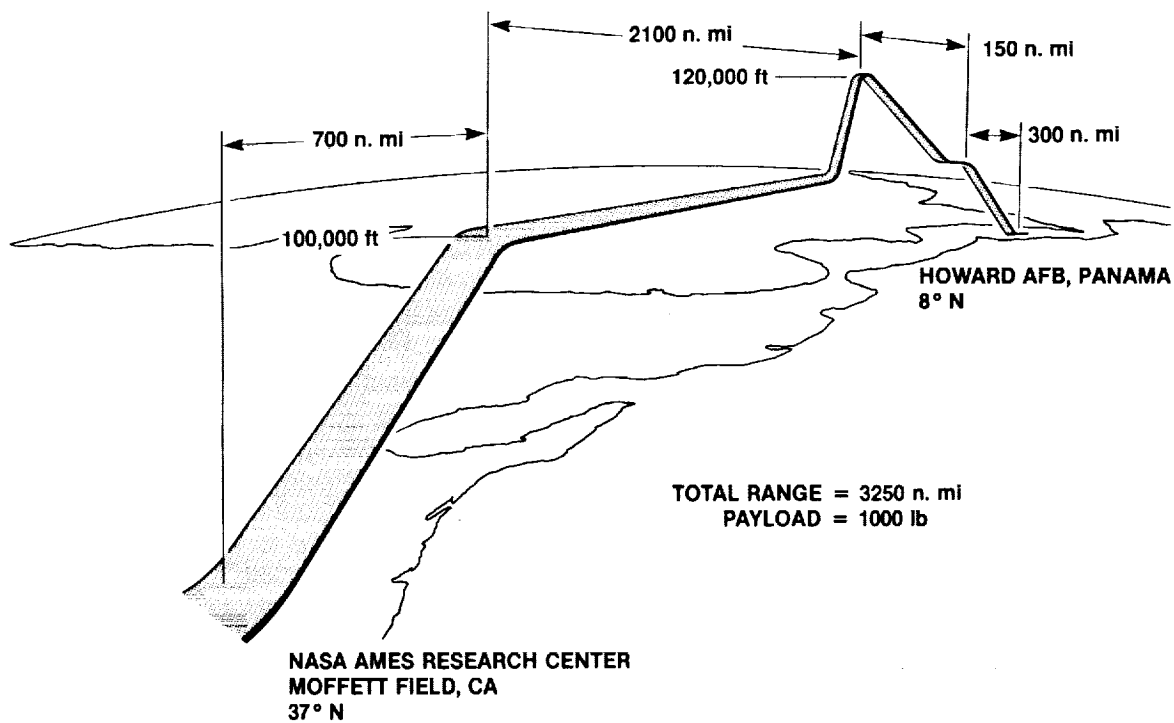 2100 n. mi
150 n. mi
120,000 ft
700 n. mi
300 n. mi
100,000 ft
HOWARD AFB, PANAMA
8° N
TOTAL RANGE = 3250 n. mi
PAYLOAD = 1000 lb
NASA AMES RESEARCH CENTER
MOFFETT FIELD, CA
37° N